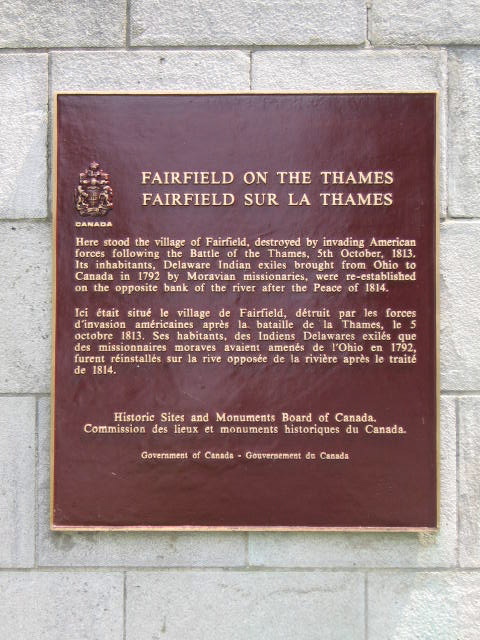 FAIRFIELD ON THE THAMES
FAIRFIELD SUR LA THAMES
CANADA
Here stood the village of Fairfield, destroyed by invading American
forces following the Battle of the Thames, 5th October, 1813.
Its inhabitants, Delaware Indian exiles brought from Ohio to
Canada in 1792 by Moravian missionaries, were re-established
on the opposite bank of the river after the Peace of 1814.
Ici était situé le village de Fairfield, détruit par les forces
d'invasion américaines après la bataille de la Thames, le 5
octobre 1813. Ses habitants, des Indiens Delawares exilés que
des missionnaires moraves avaient amenés de l'Ohio en 1792,
furent réinstallés sur la rive opposée de la rivière après le traité
de 1814.
Historic Sites and Monuments Board of Canada.
Commission des lieux et monuments historiques du Canada.
Government of Canada - Gouvernement du Canada